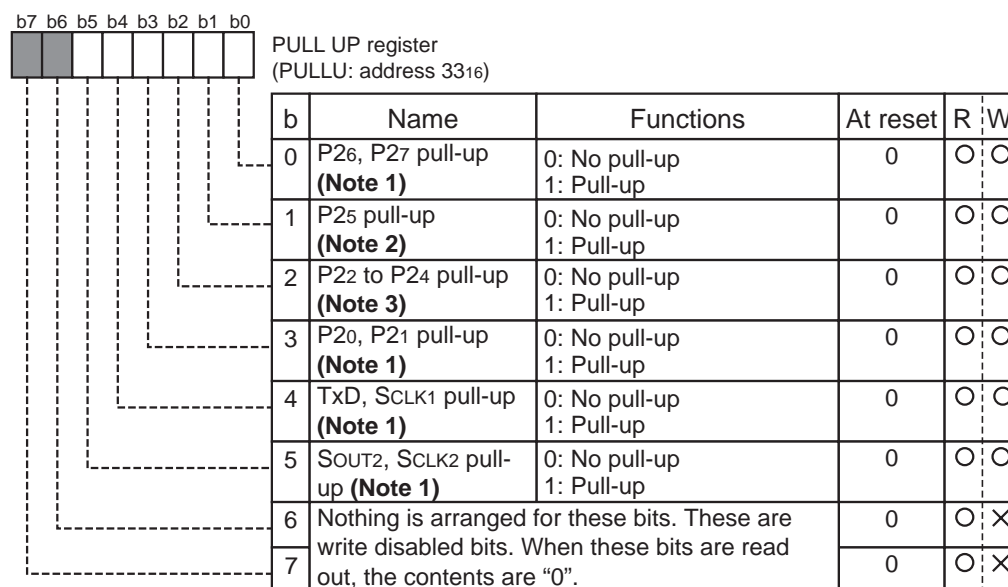 b7 b6 b5 b4 b3 b2 b1 b0
PULL UP register
(PULLU: address 3316)
b Name Functions At reset R W
0 P26, P27 pull-up (Note 1) 0: No pull-up 1: Pull-up 0 O O
1 P25 pull-up (Note 2) 0: No pull-up 1: Pull-up 0 O O
2 P22 to P24 pull-up (Note 3) 0: No pull-up 1: Pull-up 0 O O
3 P20, P21 pull-up (Note 1) 0: No pull-up 1: Pull-up 0 O O
4 TxD, SCLK1 pull-up (Note 1) 0: No pull-up 1: Pull-up 0 O O
5 SOUT2, SCLK2 pull-up (Note 1) 0: No pull-up 1: Pull-up 0 O O
6 Nothing is arranged for these bits. These are 0 O ×
write disabled bits. When these bits are read
7 out, the contents are “0”. 0 O ×